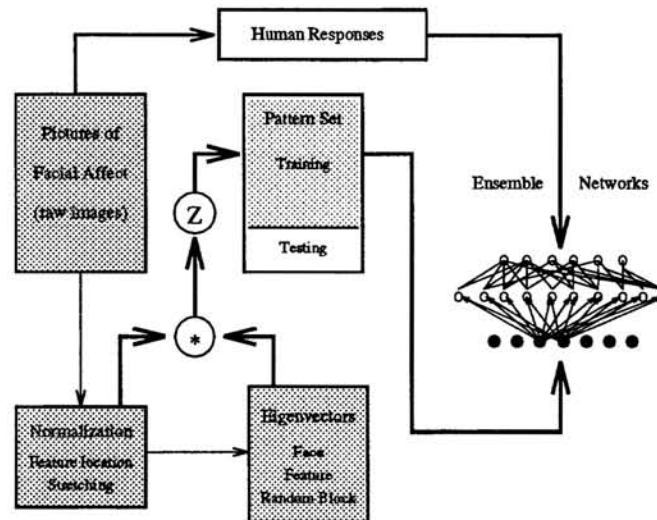 Human Responses
Pictures of
Facial Affect
(raw images)
Pattern Set
Training
Testing
Z
*
Ensemble Networks
Normalization
Feature location
Stretching
Eigenvectors
Face
Feature
Random Block